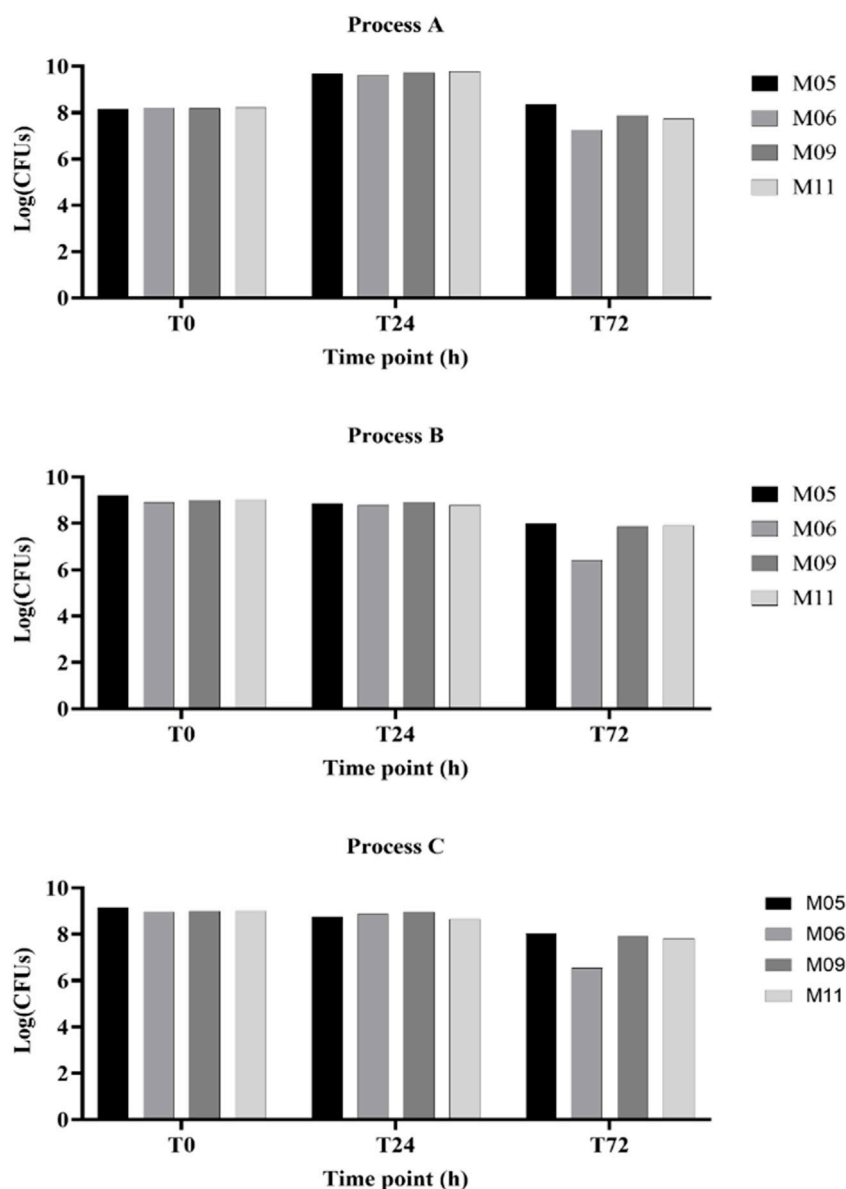 Process A
Log(CFUs)
10
8
6
4
2
0
T0 T24 T72
Time point (h)
M05
M06
M09
M11
Process B
Log(CFUs)
10
8
6
4
2
0
T0 T24 T72
Time point (h)
M05
M06
M09
M11
Process C
Log(CFUs)
10
8
6
4
2
0
T0 T24 T72
Time point (h)
M05
M06
M09
M11